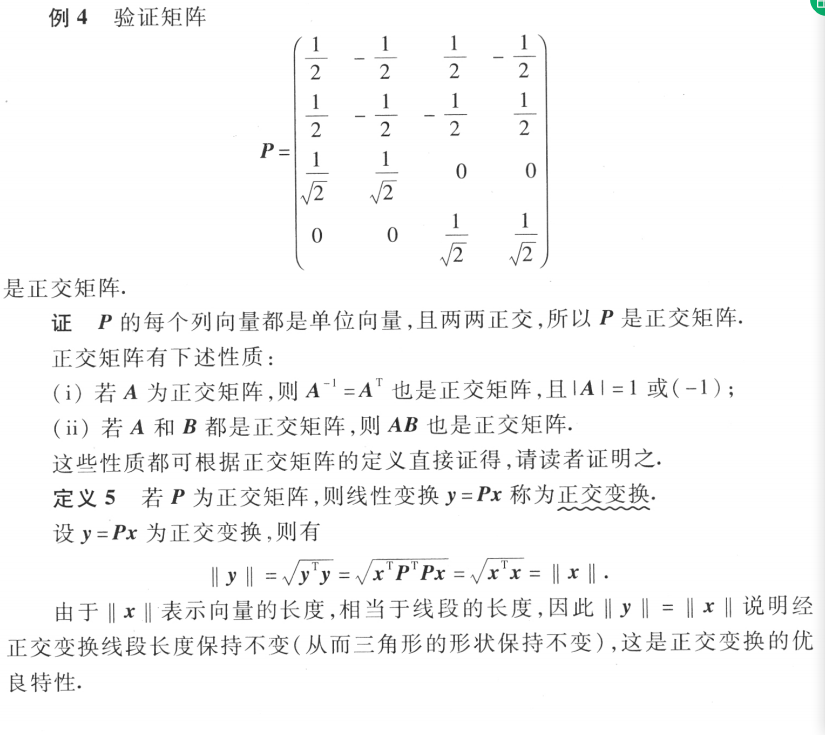 例 4 验证矩阵
P = \begin{pmatrix} \frac{1}{2} & -\frac{1}{2} & \frac{1}{2} & -\frac{1}{2} \\ \frac{1}{2} & -\frac{1}{2} & -\frac{1}{2} & \frac{1}{2} \\ \frac{1}{\sqrt{2}} & \frac{1}{\sqrt{2}} & 0 & 0 \\ 0 & 0 & \frac{1}{\sqrt{2}} & \frac{1}{\sqrt{2}} \end{pmatrix}
是正交矩阵.
证 P 的每个列向量都是单位向量,且两两正交,所以 P 是正交矩阵.
正交矩阵有下述性质:
(i) 若 A 为正交矩阵,则 A⁻¹ = Aᵀ 也是正交矩阵,且|A| = 1 或(-1);
(ii) 若 A 和 B 都是正交矩阵,则 AB 也是正交矩阵.
这些性质都可根据正交矩阵的定义直接证得,请读者证明之.
定义 5 若 P 为正交矩阵,则线性变换 y = Px 称为正交变换.
设 y = Px 为正交变换,则有
‖ y ‖ = √(yᵀy) = √(xᵀPᵀPx) = √(xᵀx) = ‖ x ‖.
由于‖ x ‖表示向量的长度,相当于线段的长度,因此‖ y ‖ = ‖ x ‖说明经
正交变换线段长度保持不变(从而三角形的形状保持不变),这是正交变换的优
良特性.